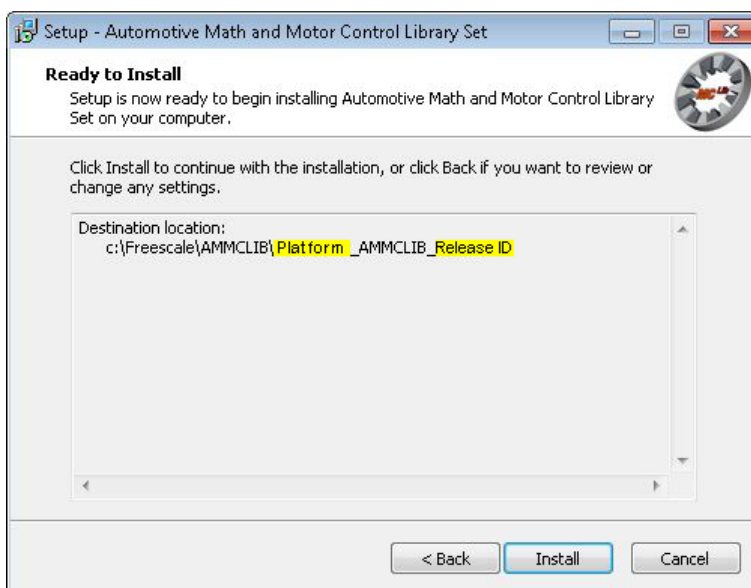 Setup - Automotive Math and Motor Control Library Set
Ready to Install
Setup is now ready to begin installing Automotive Math and Motor Control Library
Set on your computer.
MC Lib
Click Install to continue with the installation, or click Back if you want to review or
change any settings.
Destination location:
c:\Freescale\AMMCLIB\Platform _AMMCLIB_Release ID
< Back Install Cancel